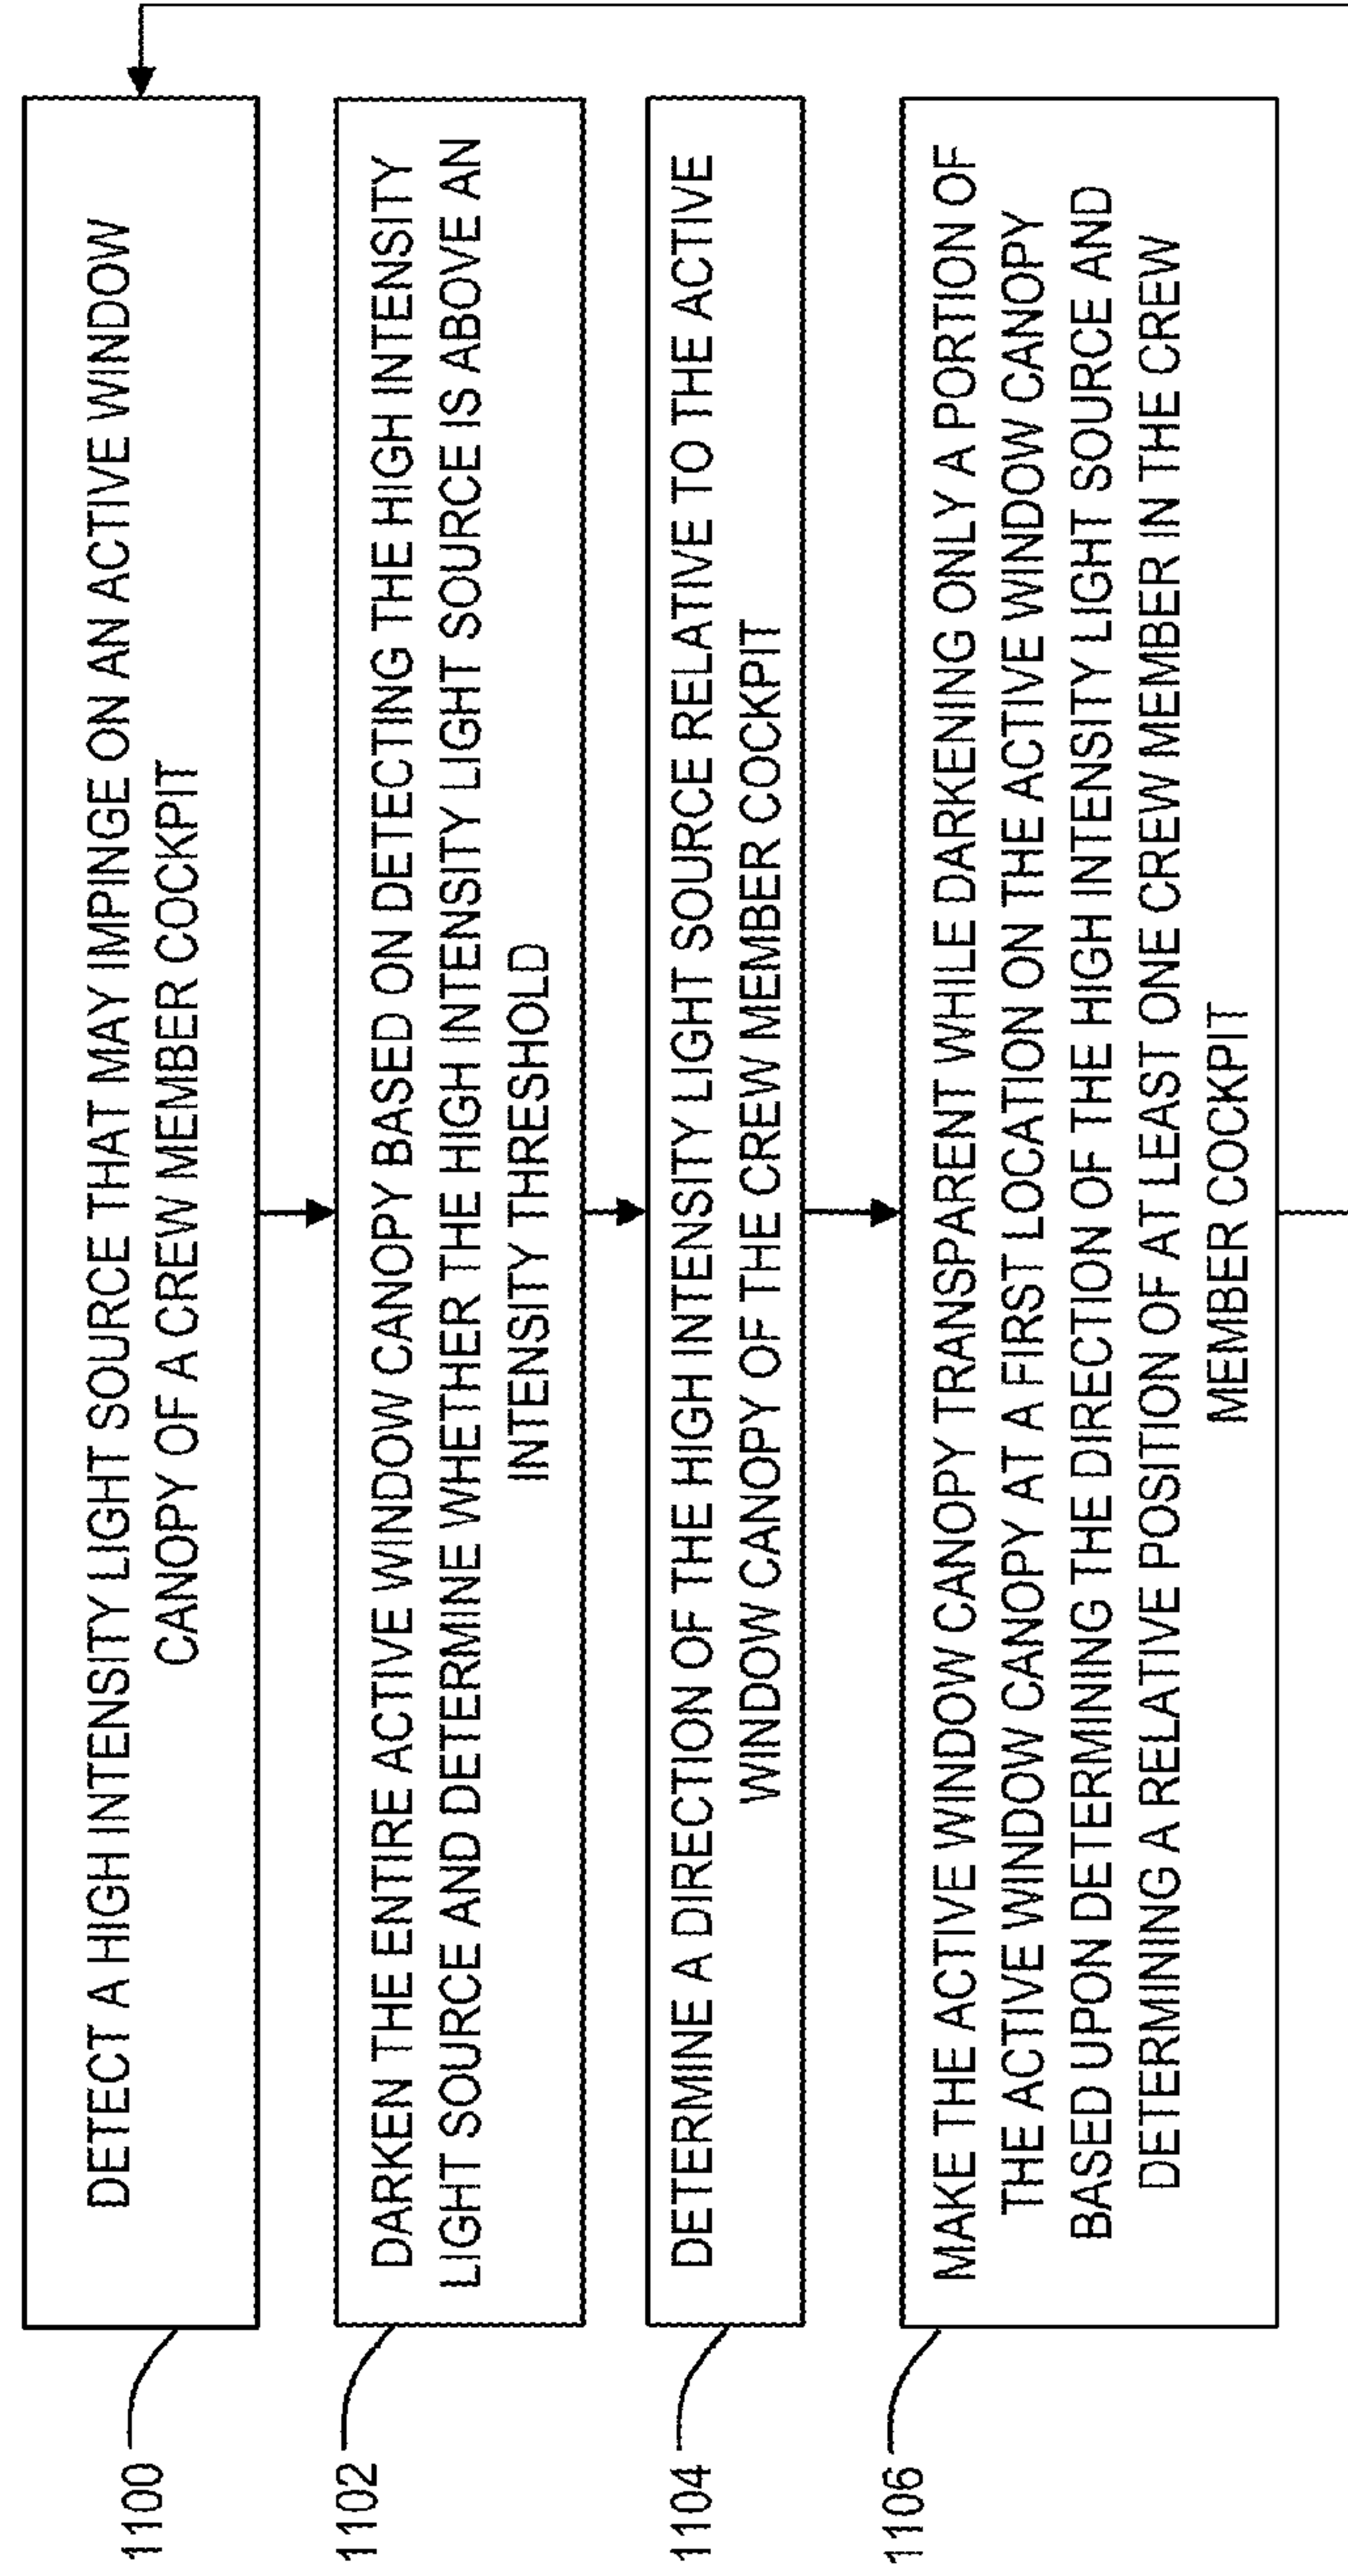 1100
DETECT A HIGH INTENSITY LIGHT SOURCE THAT MAY IMPINGE ON AN ACTIVE WINDOW
CANOPY OF A CREW MEMBER COCKPIT
1102
DARKEN THE ENTIRE ACTIVE WINDOW CANOPY BASED ON DETECTING THE HIGH INTENSITY
LIGHT SOURCE AND DETERMINE WHETHER THE HIGH INTENSITY LIGHT SOURCE IS ABOVE AN
INTENSITY THRESHOLD
1104
DETERMINE A DIRECTION OF THE HIGH INTENSITY LIGHT SOURCE RELATIVE TO THE ACTIVE
WINDOW CANOPY OF THE CREW MEMBER COCKPIT
1106
MAKE THE ACTIVE WINDOW CANOPY TRANSPARENT WHILE DARKENING ONLY A PORTION OF
THE ACTIVE WINDOW CANOPY AT A FIRST LOCATION ON THE ACTIVE WINDOW CANOPY
BASED UPON DETERMINING THE DIRECTION OF THE HIGH INTENSITY LIGHT SOURCE AND
DETERMINING A RELATIVE POSITION OF AT LEAST ONE CREW MEMBER IN THE CREW
MEMBER COCKPIT